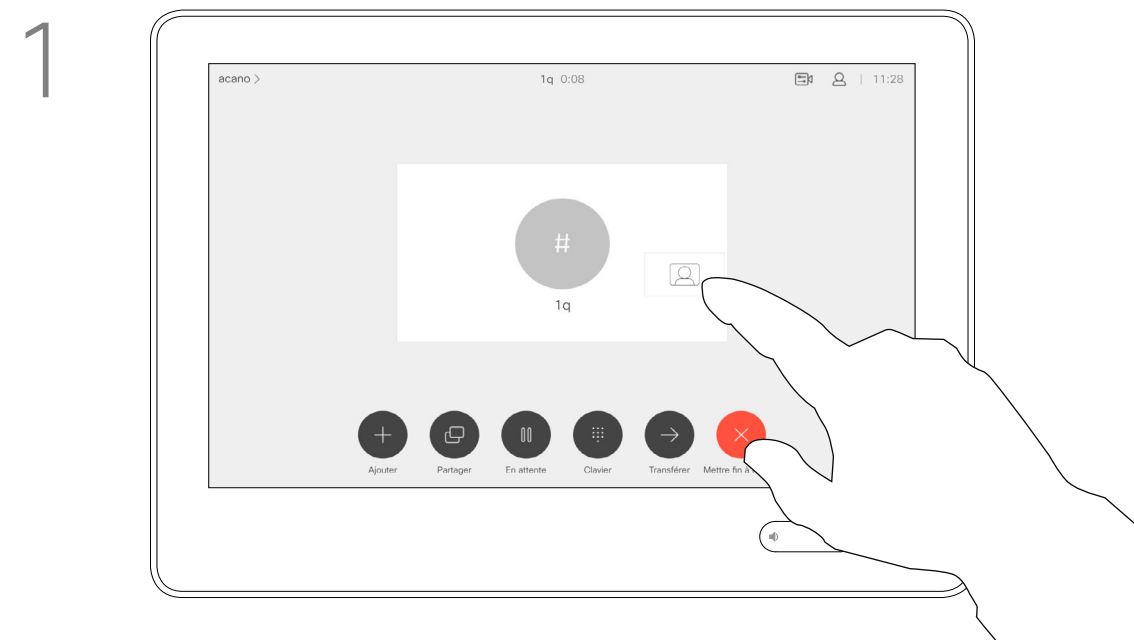 1
acano >
1q 0:08
11:28
#
1q
Ajouter
Partager
En attente
Clavier
Transférer
Mettre fin à